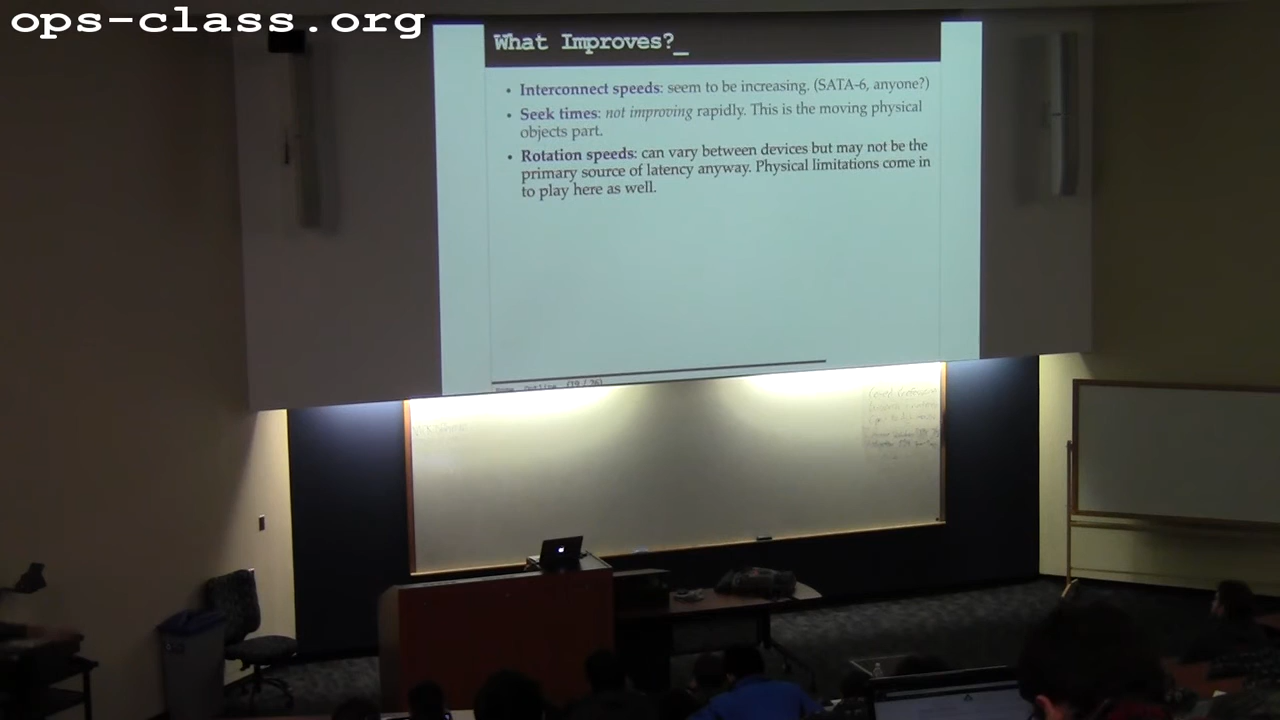 ops-class.org
What Improves?_
• Interconnect speeds: seem to be increasing. (SATA-6, anyone?)
• Seek times: not improving rapidly. This is the moving physical
objects part.
• Rotation speeds: can vary between devices but may not be the
primary source of latency anyway. Physical limitations come in
to play here as well.